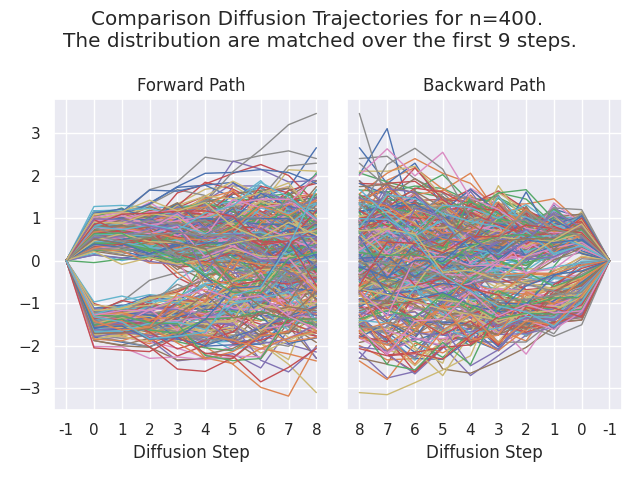 Comparison Diffusion Trajectories for n=400.
The distribution are matched over the first 9 steps.
Forward Path
Backward Path
3
2
1
0
−1
−2
−3
-1 0 1 2 3 4 5 6 7 8
8 7 6 5 4 3 2 1 0 -1
Diffusion Step
Diffusion Step